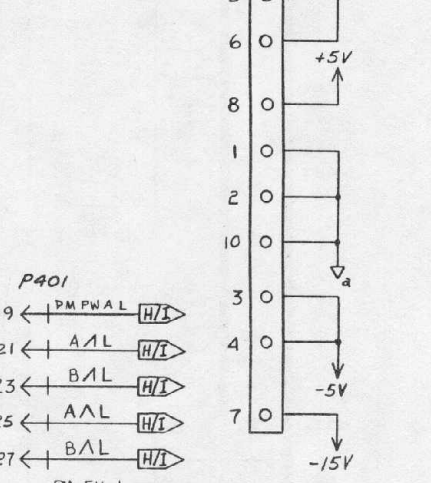 6
+5V
8
1
2
10
a
3
4
-5V
7
-15V
P401
9 PMPWAL H/I
21 AΛL H/I
23 BΛL H/I
25 AΛL H/I
27 BΛL H/I